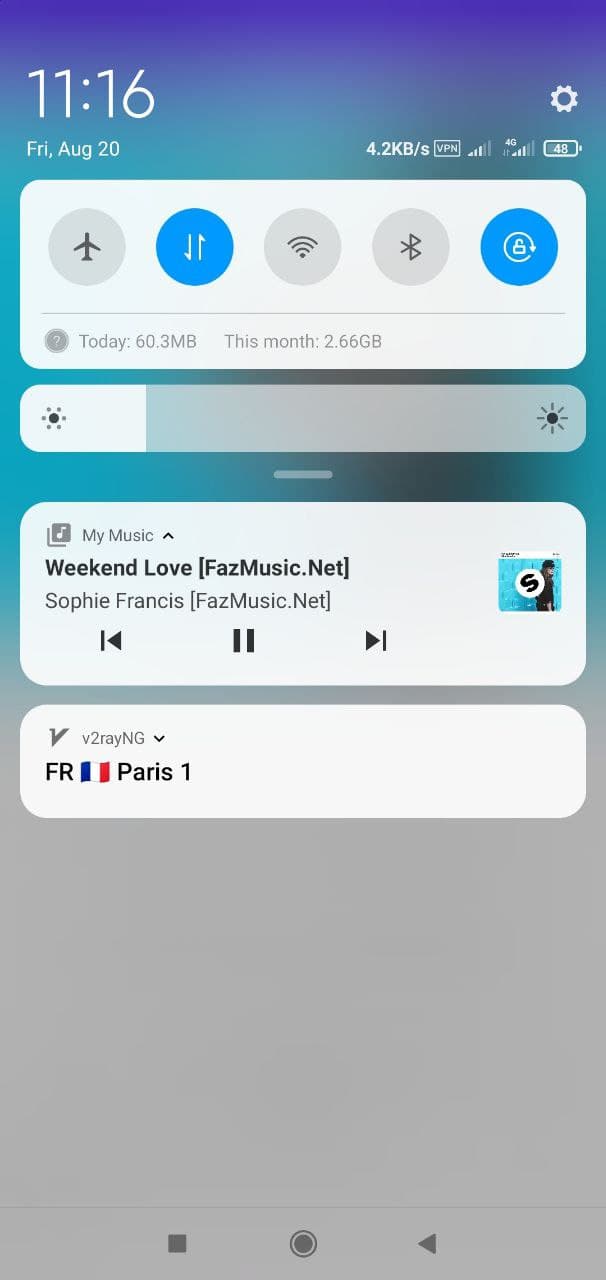 11:16
Fri, Aug 20
4.2KB/s VPN 4G 48
Today: 60.3MB This month: 2.66GB
My Music
Weekend Love [FazMusic.Net]
Sophie Francis [FazMusic.Net]
v2rayNG
FR 🇫🇷 Paris 1